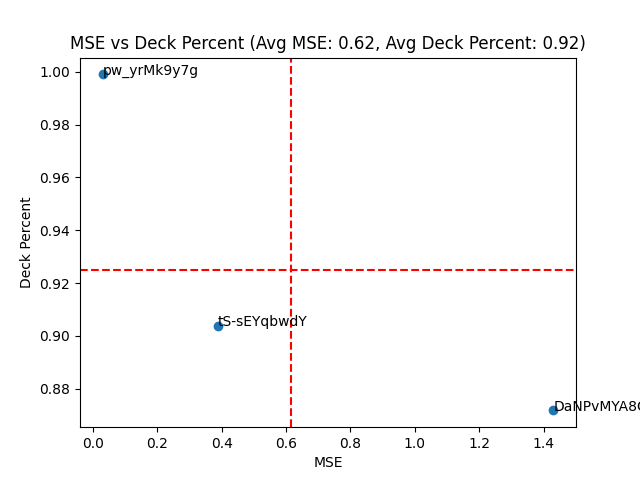 MSE vs Deck Percent (Avg MSE: 0.62, Avg Deck Percent: 0.92)
1.00
0.98
0.96
0.94
0.92
0.90
0.88
Deck Percent
pw_yrMk9y7g
tS-sEYqbwdY
0.0 0.2 0.4 0.6 0.8 1.0 1.2 1.4
MSE